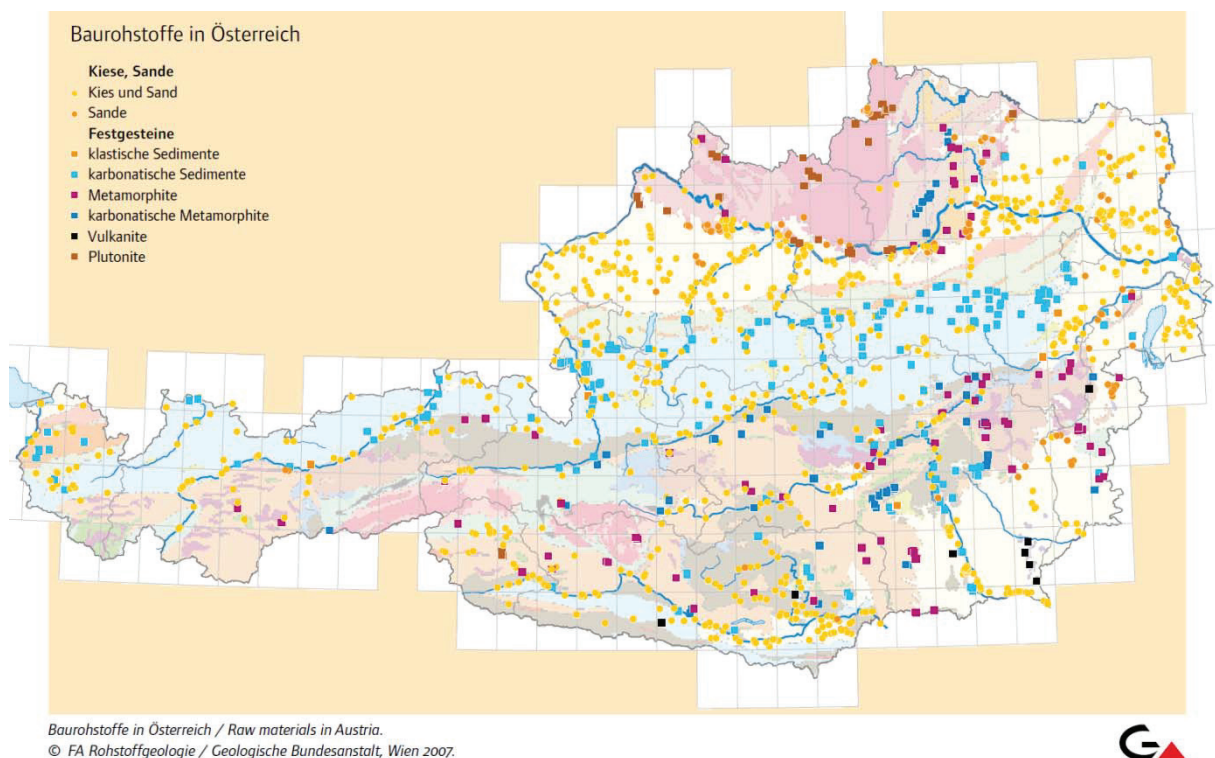 Baurohstoffe in Österreich
Kiese, Sande
Kies und Sand
Sande
Festgesteine
klastische Sedimente
karbonatische Sedimente
Metamorphite
karbonatische Metamorphite
Vulkanite
Plutonite
Baurohstoffe in Österreich / Raw materials in Austria.
© FA Rohstoffgeologie / Geologische Bundesanstalt, Wien 2007.